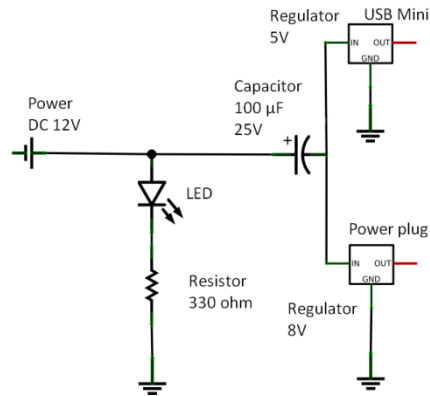 Regulator
5V
USB Mini
IN
OUT
GND
Capacitor
100 µF
25V
+
Power
DC 12V
LED
Resistor
330 ohm
Power plug
IN
OUT
GND
Regulator
8V